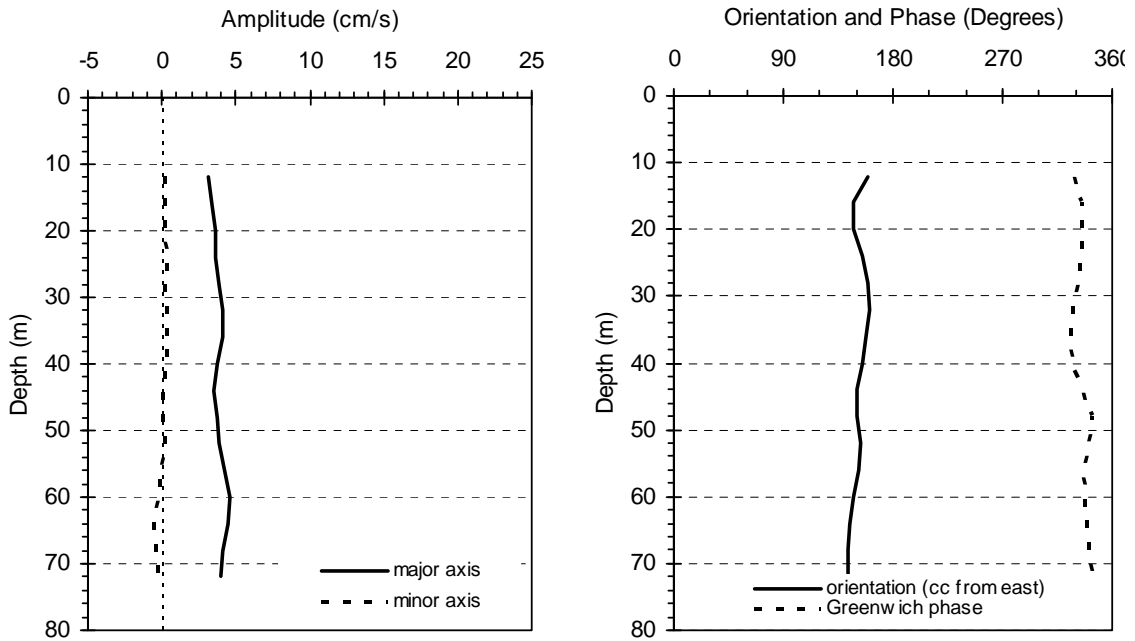 Amplitude (cm/s)
-5 0 5 10 15 20 25
0
10
20
30
40
50
60
70
80
Depth (m)
major axis
minor axis
Orientation and Phase (Degrees)
0 90 180 270 360
0
10
20
30
40
50
60
70
80
Depth (m)
orientation (cc from east)
Greenwich phase